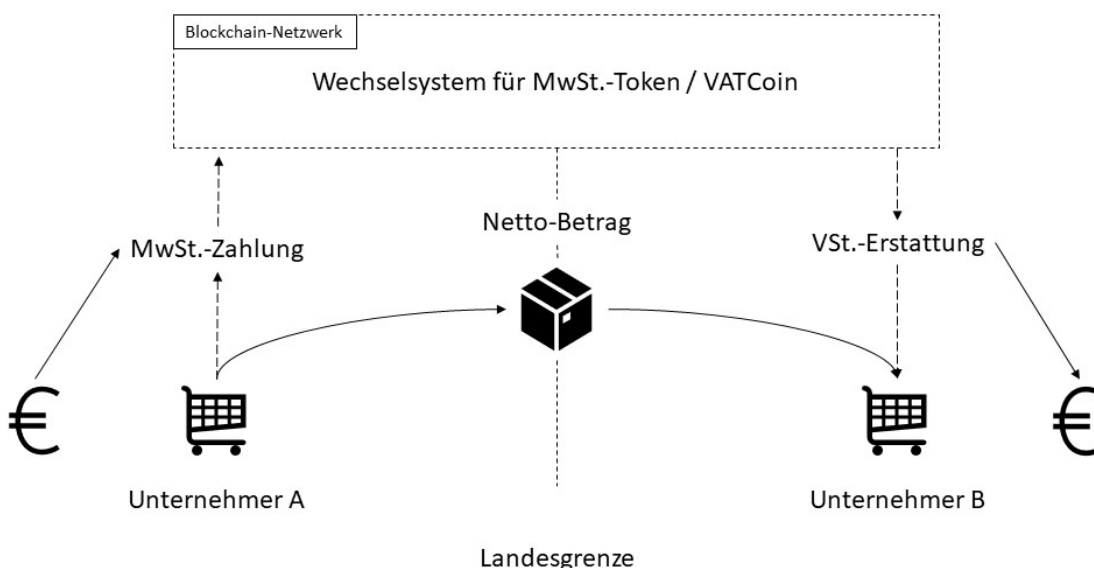 Blockchain-Netzwerk
Wechselsystem für MwSt.-Token / VATCoin
Netto-Betrag
MwSt.-Zahlung
VSt.-Erstattung
Unternehmer A
Unternehmer B
Landesgrenze